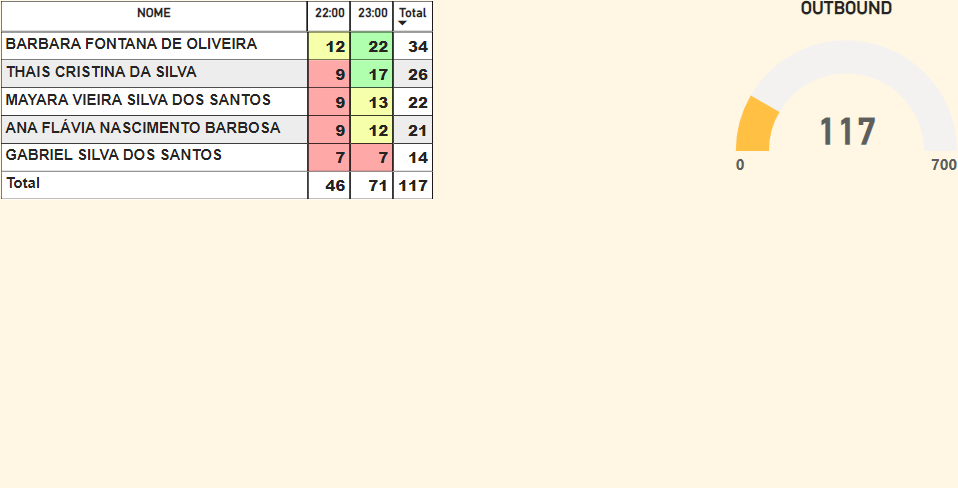 NOME 22:00 23:00 Total
BARBARA FONTANA DE OLIVEIRA 12 22 34
THAIS CRISTINA DA SILVA 9 17 26
MAYARA VIEIRA SILVA DOS SANTOS 9 13 22
ANA FLÁVIA NASCIMENTO BARBOSA 9 12 21
GABRIEL SILVA DOS SANTOS 7 7 14
Total 46 71 117
OUTBOUND
117
0 700